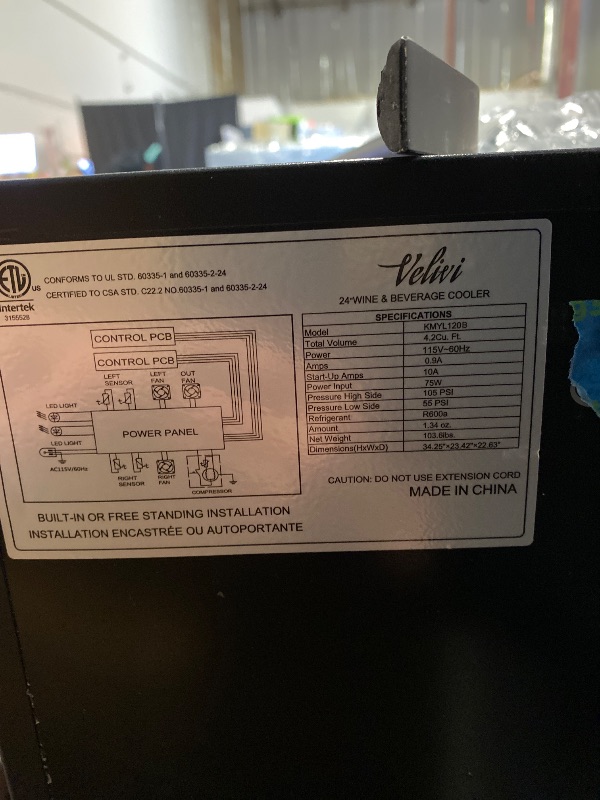 ETL
US
Intertek
3155528
CONFORMS TO UL STD. 60335-1 and 60335-2-24
CERTIFIED TO CSA STD. C22.2 NO.60335-1 and 60335-2-24
CONTROL PCB
CONTROL PCB
LEFT SENSOR
LEFT FAN
OUT FAN
LED LIGHT
POWER PANEL
LED LIGHT
AC115V/60Hz
RIGHT SENSOR
RIGHT FAN
COMPRESSOR
BUILT-IN OR FREE STANDING INSTALLATION
INSTALLATION ENCASTRÉE OU AUTOPORTANTE
Velivi
24"WINE & BEVERAGE COOLER
SPECIFICATIONS
Model KMYL120B
Total Volume 4.2Cu. Ft.
Power 115V~60Hz
Amps 0.9A
Start-Up Amps 10A
Power Input 75W
Pressure High Side 105 PSI
Pressure Low Side 55 PSI
Refrigerant R600a
Amount 1.34 oz.
Net Weight 103.6lbs.
Dimensions(HxWxD) 34.25"×23.42"×22.63"
CAUTION: DO NOT USE EXTENSION CORD
MADE IN CHINA